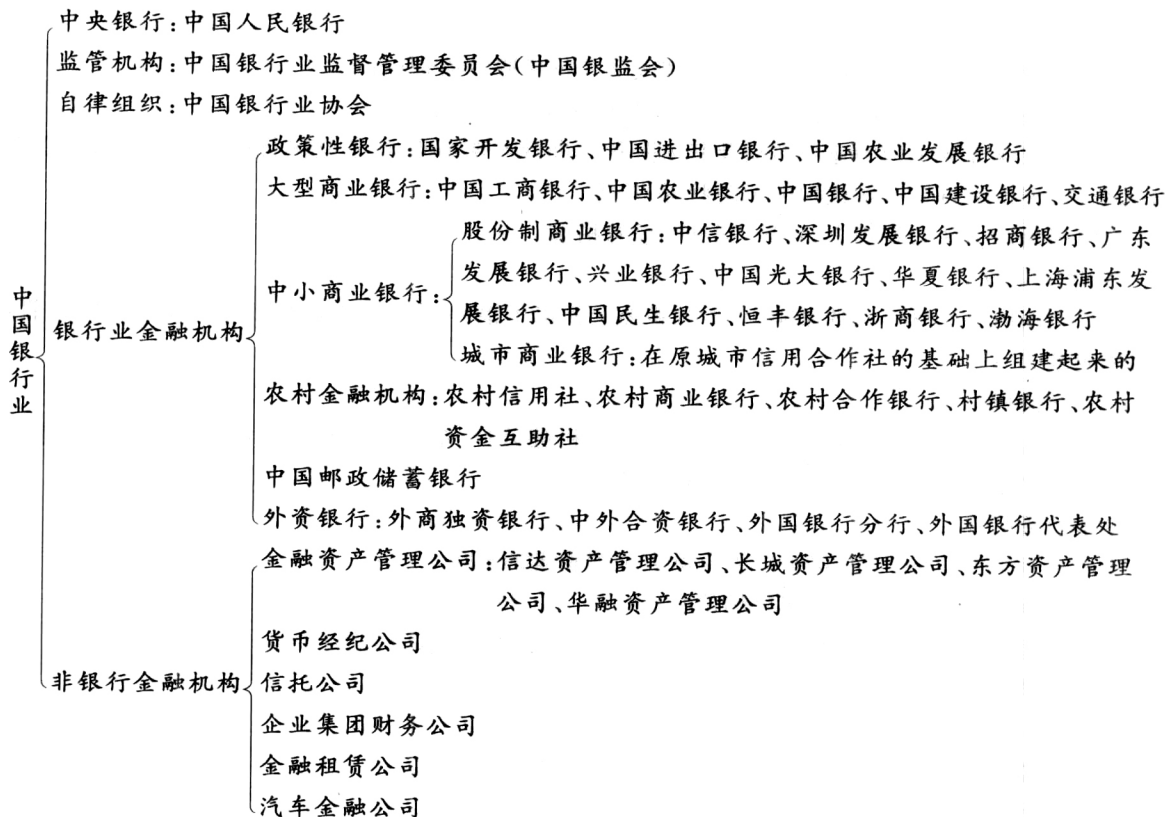 中央银行:中国人民银行
监管机构:中国银行业监督管理委员会(中国银监会)
自律组织:中国银行业协会
政策性银行:国家开发银行、中国进出口银行、中国农业发展银行
大型商业银行:中国工商银行、中国农业银行、中国银行、中国建设银行、交通银行
股份制商业银行:中信银行、深圳发展银行、招商银行、广东
发展银行、兴业银行、中国光大银行、华夏银行、上海浦东发
中小商业银行:
展银行、中国民生银行、恒丰银行、浙商银行、渤海银行
中国银行业
银行业金融机构
城市商业银行:在原城市信用合作社的基础上组建起来的
农村金融机构:农村信用社、农村商业银行、农村合作银行、村镇银行、农村
资金互助社
中国邮政储蓄银行
外资银行:外商独资银行、中外合资银行、外国银行分行、外国银行代表处
金融资产管理公司:信达资产管理公司、长城资产管理公司、东方资产管理
公司、华融资产管理公司
货币经纪公司
非银行金融机构
信托公司
企业集团财务公司
金融租赁公司
汽车金融公司